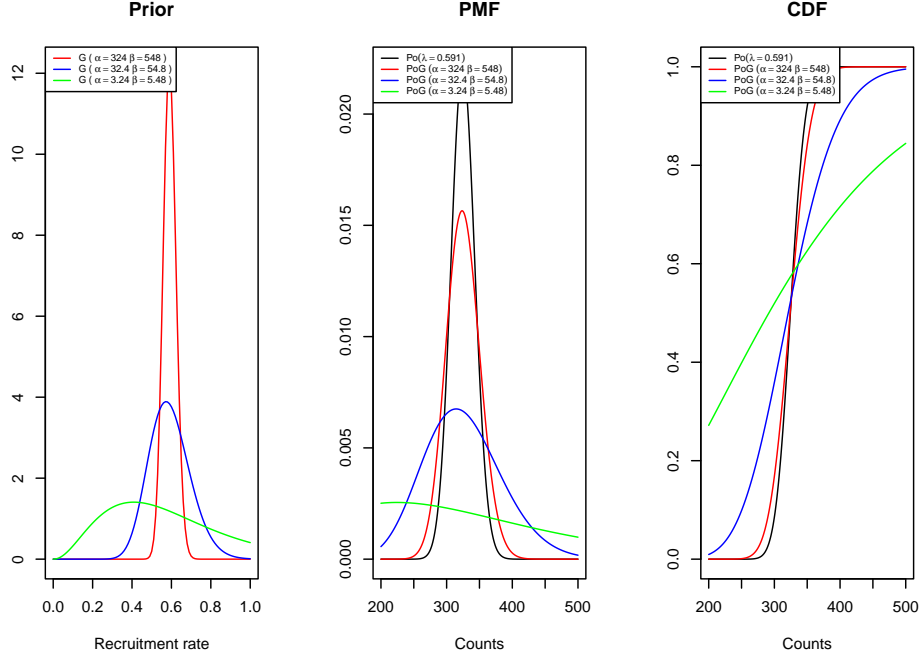 Prior
G ( α = 324 β = 548 )
G ( α = 32.4 β = 54.8 )
G ( α = 3.24 β = 5.48 )
0
2
4
6
8
10
12
0.0
0.2
0.4
0.6
0.8
1.0
Recruitment rate
PMF
Po(λ = 0.591)
PoG ( α = 324 β = 548)
PoG ( α = 32.4 β = 54.8)
PoG ( α = 3.24 β = 5.48)
0.000
0.005
0.010
0.015
0.020
200
300
400
500
Counts
CDF
Po(λ = 0.591)
PoG ( α = 324 β = 548)
PoG ( α = 32.4 β = 54.8)
PoG ( α = 3.24 β = 5.48)
0.0
0.2
0.4
0.6
0.8
1.0
200
300
400
500
Counts